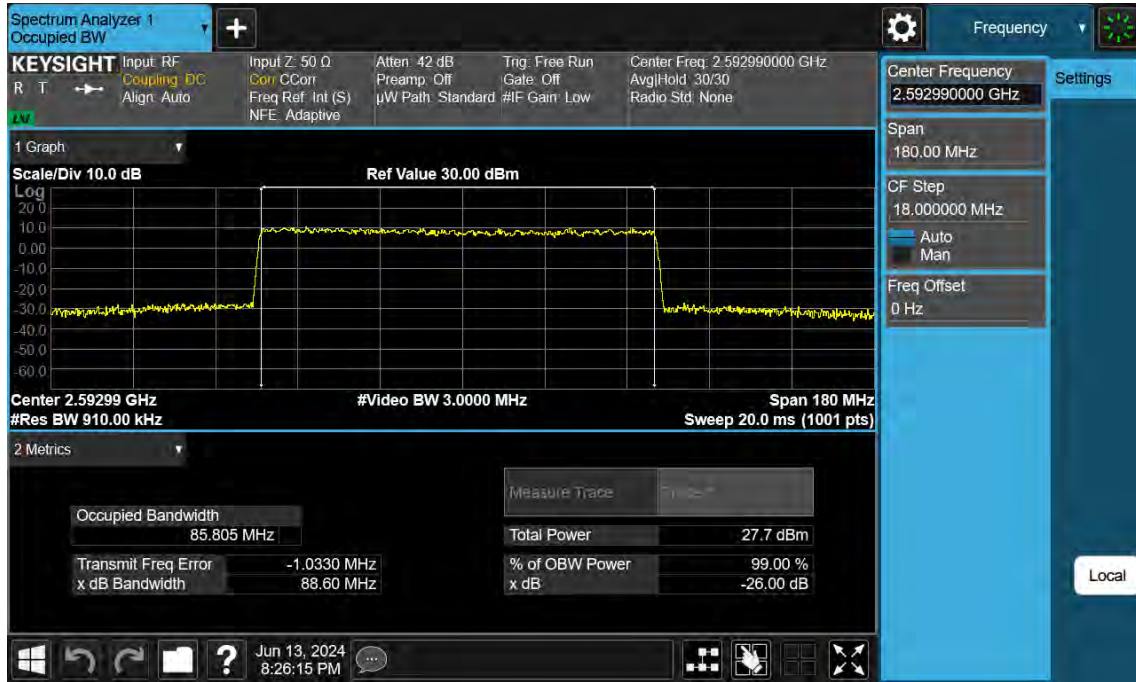 Spectrum Analyzer 1
Occupied BW
+
Frequency
KEYSIGHT
R T
LV
Input: RF
Coupling: DC
Align: Auto
Input Z: 50 Ω
Corr CCorr
Freq Ref: Int (S)
NFE: Adaptive
Atten: 42 dB
Preamp: Off
µW Path: Standard
Trig: Free Run
Gate: Off
#IF Gain: Low
Center Freq: 2.592990000 GHz
Avg|Hold: 30/30
Radio Std: None
Center Frequency
2.592990000 GHz
Settings
Span
180.00 MHz
CF Step
18.000000 MHz
Auto
Man
Freq Offset
0 Hz
1 Graph
Scale/Div 10.0 dB
Ref Value 30.00 dBm
Log
20.0
10.0
0.00
-10.0
-20.0
-30.0
-40.0
-50.0
-60.0
Center 2.59299 GHz
#Video BW 3.0000 MHz
Span 180 MHz
#Res BW 910.00 kHz
Sweep 20.0 ms (1001 pts)
2 Metrics
Measure Trace
Occupied Bandwidth
85.805 MHz
Total Power 27.7 dBm
Transmit Freq Error -1.0330 MHz
% of OBW Power 99.00 %
x dB Bandwidth 88.60 MHz
x dB -26.00 dB
Local
?
Jun 13, 2024
8:26:15 PM